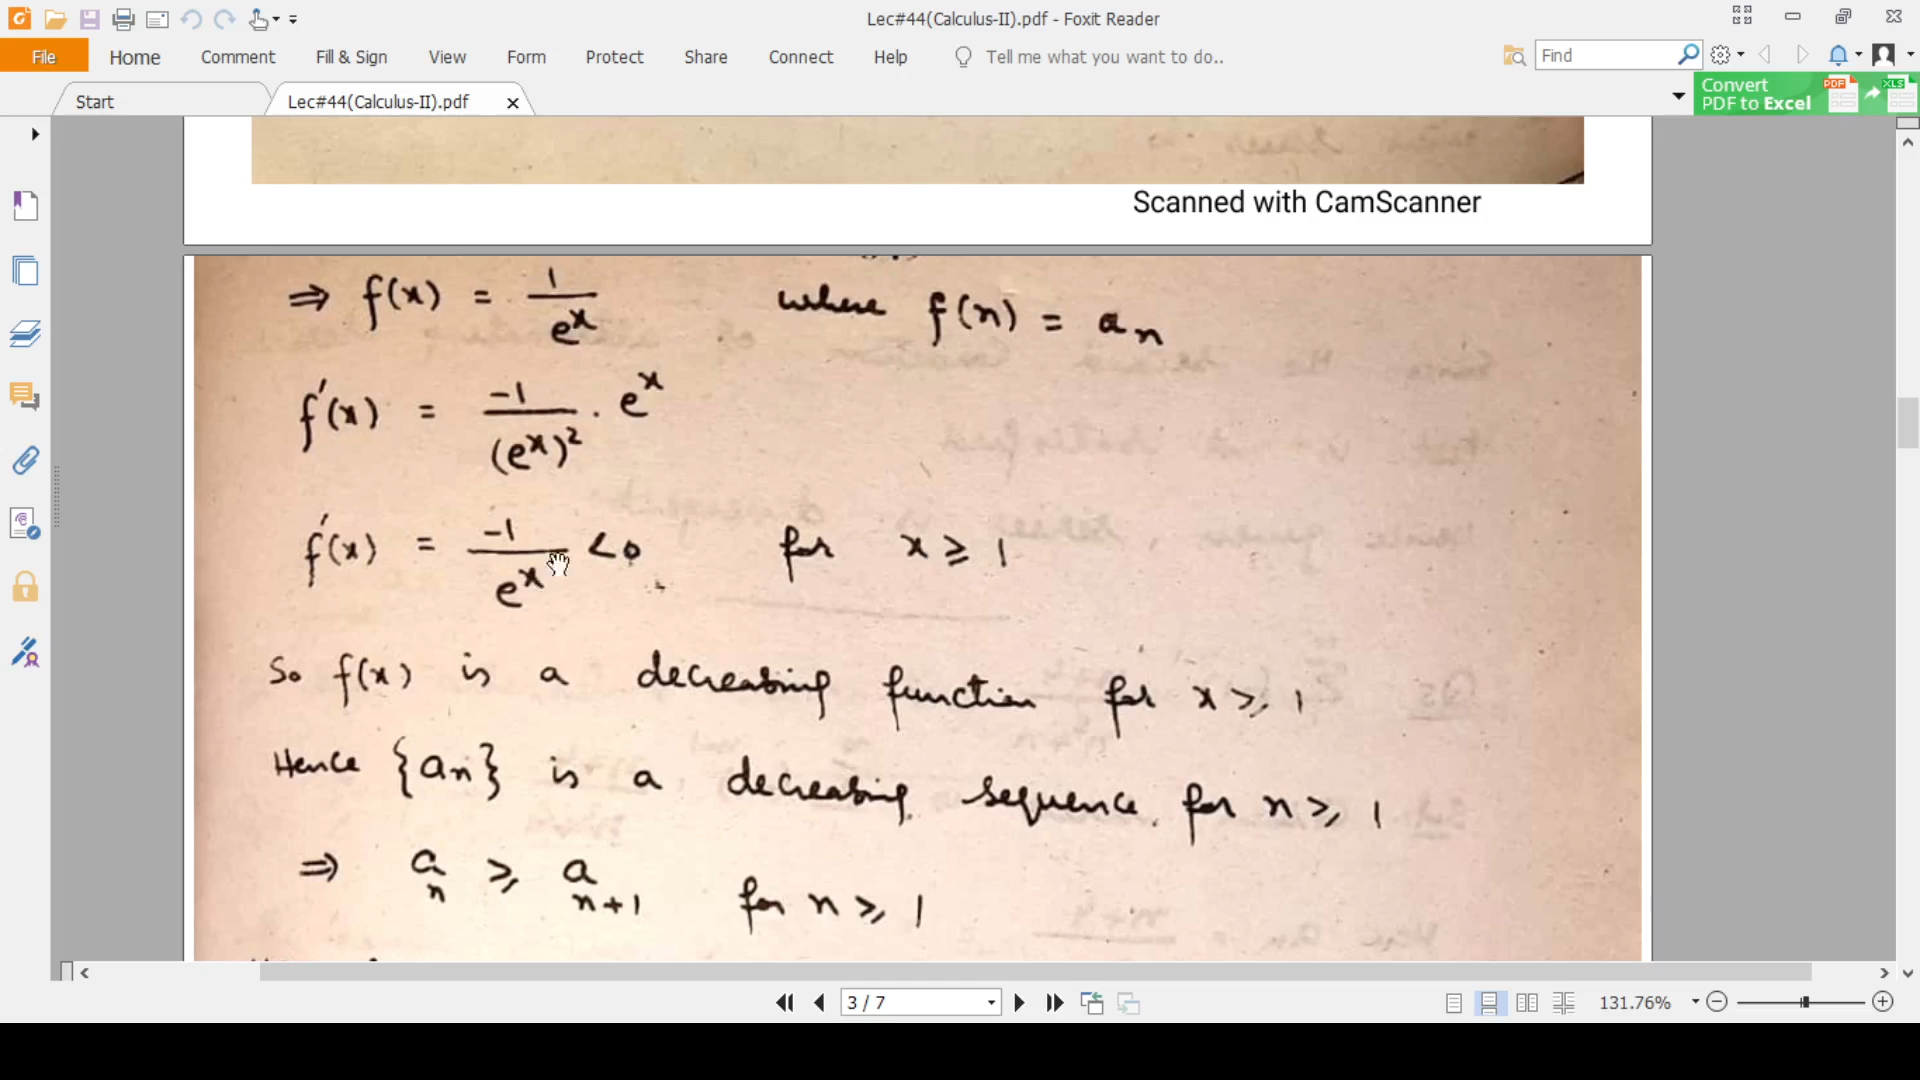 Lec#44(Calculus-II).pdf - Foxit Reader
File Home Comment Fill & Sign View Form Protect Share Connect Help Tell me what you want to do.. Find
Start Lec#44(Calculus-II).pdf
Convert PDF to Excel PDF XLS
Scanned with CamScanner
⇒ f(x) = 1/e^x where f(n) = a_n
f'(x) = -1/(e^x)^2 . e^x
f'(x) = -1/e^x < 0 for x ≥ 1
So f(x) is a decreasing function for x ≥ 1
Hence {a_n} is a decreasing sequence. for n ≥ 1
⇒ a_n ≥ a_n+1 for n ≥ 1
3 / 7
131.76%